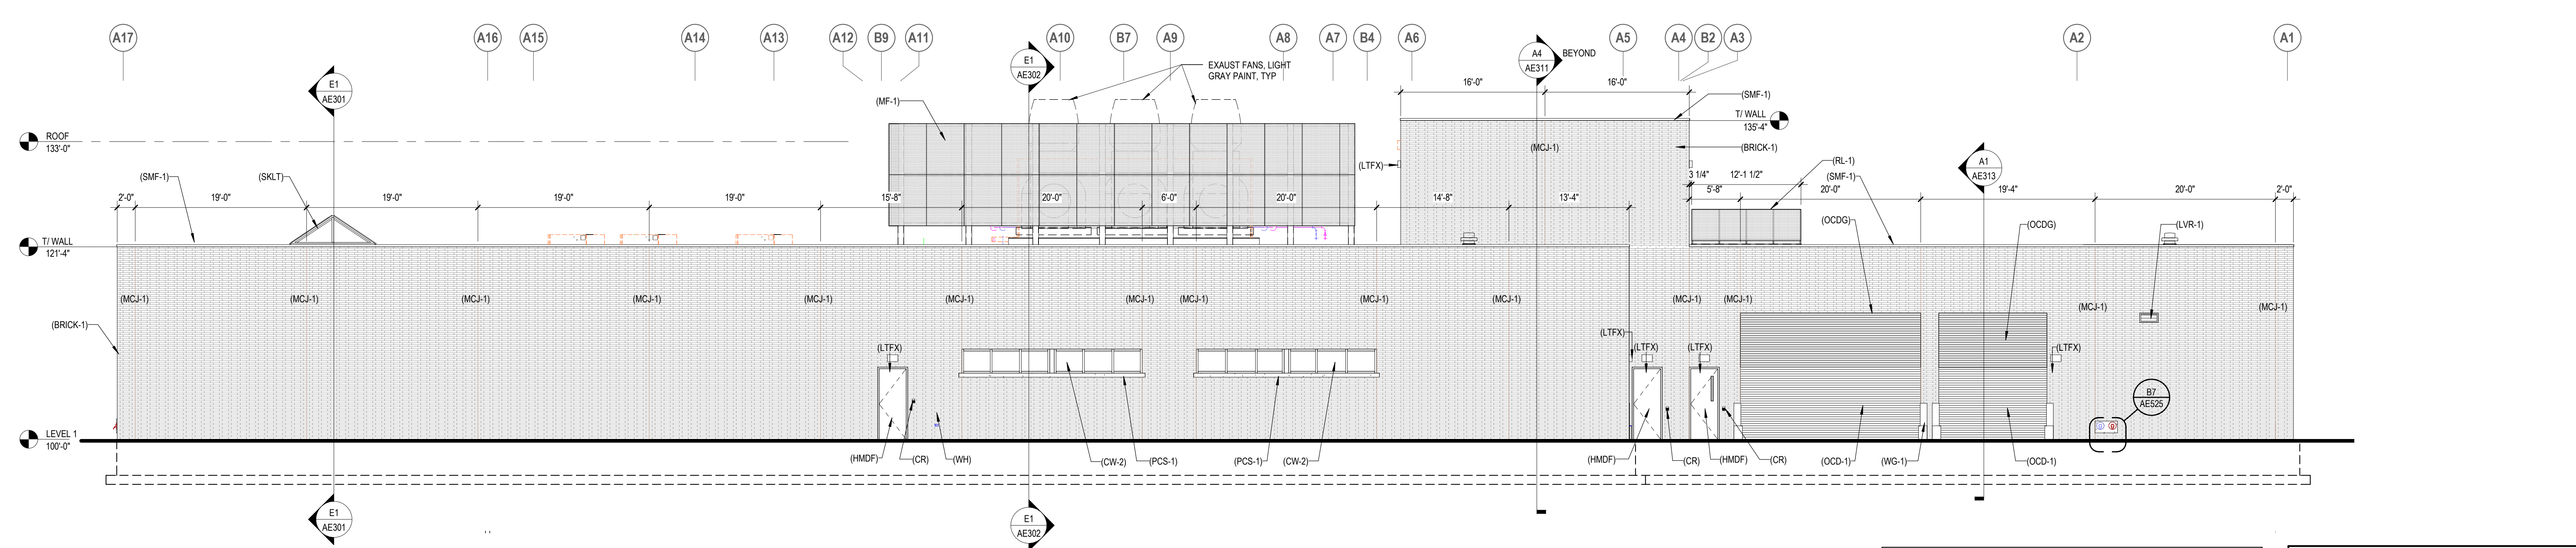 A17 A16 A15 A14 A13 A12 B9 A11 A10 B7 A9 A8 A7 B4 A6 A5 A4 B2 A3 A2 A1
E1
AE301
E1
AE302
EXAUST FANS, LIGHT
GRAY PAINT, TYP
A4
AE311
BEYOND
16'-0" 16'-0"
(MF-1)
(SMF-1)
T/ WALL
135'-4"
ROOF
133'-0"
(MCJ-1)
(BRICK-1)
(LTFX)
(RL-1)
A1
AE313
(SMF-1)
(SKLT)
3 1/4" 12'-1 1/2"
(SMF-1)
5'-8" 20'-0" 19'-4" 20'-0" 2'-0"
2'-0" 19'-0" 19'-0" 19'-0" 19'-0" 15'-8" 20'-0" 6'-0" 20'-0" 14'-8" 13'-4"
(OCDG)
(OCDG)
(LVR-1)
T/ WALL
121'-4"
(MCJ-1) (MCJ-1) (MCJ-1) (MCJ-1) (MCJ-1) (MCJ-1) (MCJ-1) (MCJ-1) (MCJ-1) (MCJ-1) (MCJ-1) (MCJ-1) (MCJ-1) (MCJ-1)
(BRICK-1)
(LTFX)
(LTFX)
(LTFX)
(LTFX)
(LTFX)
B7
AE525
LEVEL 1
100'-0"
(HMDF) (CR) (WH) (CW-2) (PCS-1) (PCS-1) (CW-2) (HMDF) (CR) (HMDF) (CR) (OCD-1) (WG-1) (OCD-1)
E1
AE301
E1
AE302